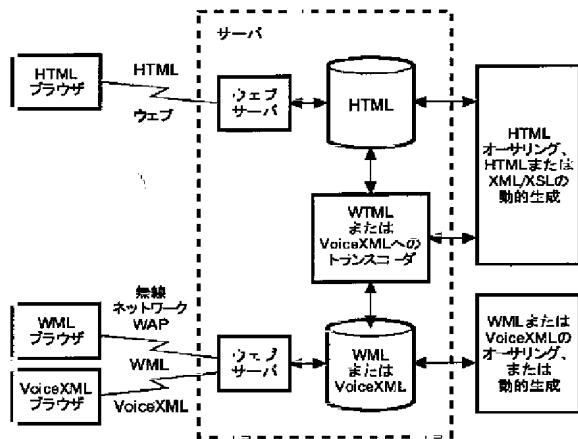 サーバ
HTML
ブラウザ
HTML
ウェブ
ウェブ
サーバ
HTML
HTML
オーサリング、
HTMLまたは
XML/XSLの
動的生成
WTML
または
VoiceXMLへの
トランスコーダ
WML
ブラウザ
無線
ネットワーク
WAP
WML
VoiceXML
VoiceXML
ブラウザ
ウェブ
サーバ
WML
または
VoiceXML
WMLまたは
VoiceXMLの
オーサリング、
または
動的生成